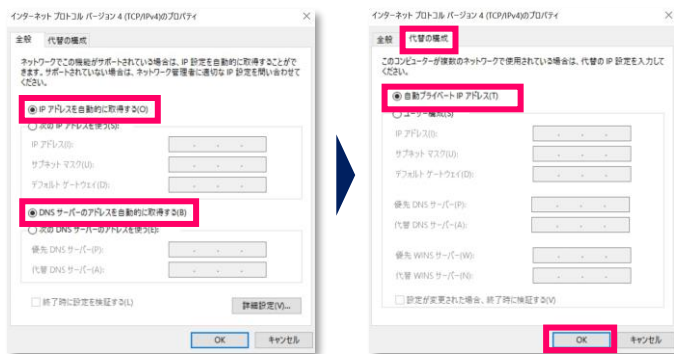 インターネット プロトコル バージョン 4 (TCP/IPv4)のプロパティ
全般
代替の構成
ネットワークでこの機能がサポートされている場合は、IP 設定を自動的に取得することがで
きます。サポートされていない場合は、ネットワーク管理者に適切な IP 設定を問い合わせて
ください。
IP アドレスを自動的に取得する(O)
次の IP アドレスを使う(S):
IP アドレス(I):
サブネット マスク(U):
デフォルト ゲートウェイ(D):
DNS サーバーのアドレスを自動的に取得する(B)
次の DNS サーバーのアドレスを使う(E):
優先 DNS サーバー(P):
代替 DNS サーバー(A):
終了時に設定を検証する(L)
詳細設定(V)...
OK
キャンセル
インターネット プロトコル バージョン 4 (TCP/IPv4)のプロパティ
全般
代替の構成
このコンピューターが複数のネットワークで使用されている場合は、代替の IP 設定を入力して
ください。
自動プライベート IP アドレス(T)
ユーザー構成(S)
IP アドレス(I):
サブネット マスク(U):
デフォルト ゲートウェイ(D):
優先 DNS サーバー(P):
代替 DNS サーバー(A):
優先 WINS サーバー(W):
代替 WINS サーバー(N):
設定が変更された場合、終了時に検証する(V)
OK
キャンセル